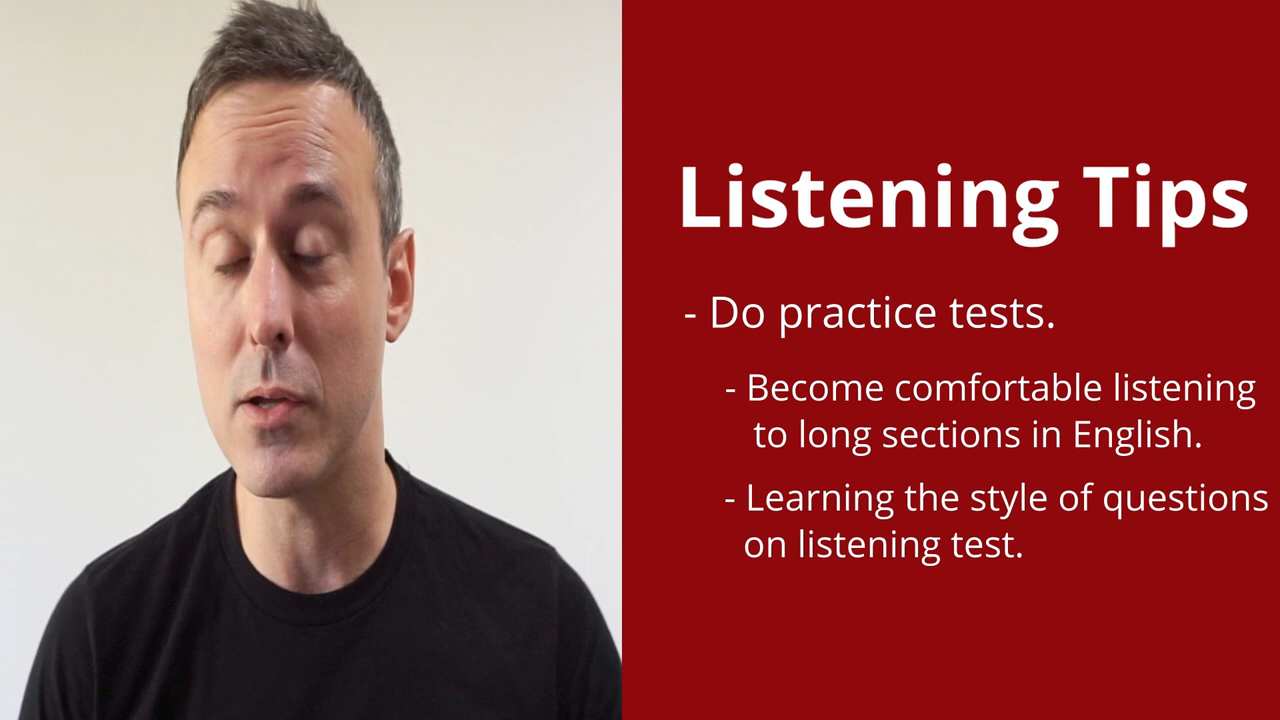 Listening Tips
- Do practice tests.
- Become comfortable listening
to long sections in English.
- Learning the style of questions
on listening test.